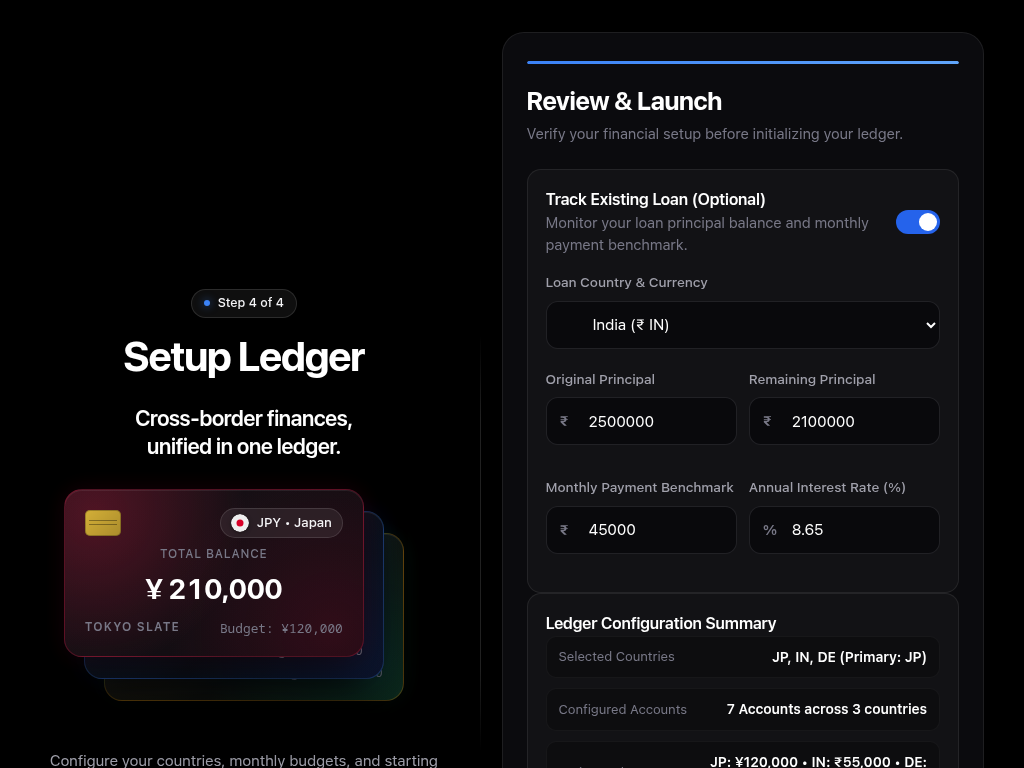 Step 4 of 4
Setup Ledger
Cross-border finances,
unified in one ledger.
JPY • Japan
TOTAL BALANCE
¥ 210,000
TOKYO SLATE
Budget: ¥120,000
Configure your countries, monthly budgets, and starting
Review & Launch
Verify your financial setup before initializing your ledger.
Track Existing Loan (Optional)
Monitor your loan principal balance and monthly
payment benchmark.
Loan Country & Currency
India (₹ IN)
Original Principal
Remaining Principal
₹ 2500000
₹ 2100000
Monthly Payment Benchmark
Annual Interest Rate (%)
₹ 45000
% 8.65
Ledger Configuration Summary
Selected Countries
JP, IN, DE (Primary: JP)
Configured Accounts
7 Accounts across 3 countries
JP: ¥120,000 • IN: ₹55,000 • DE: